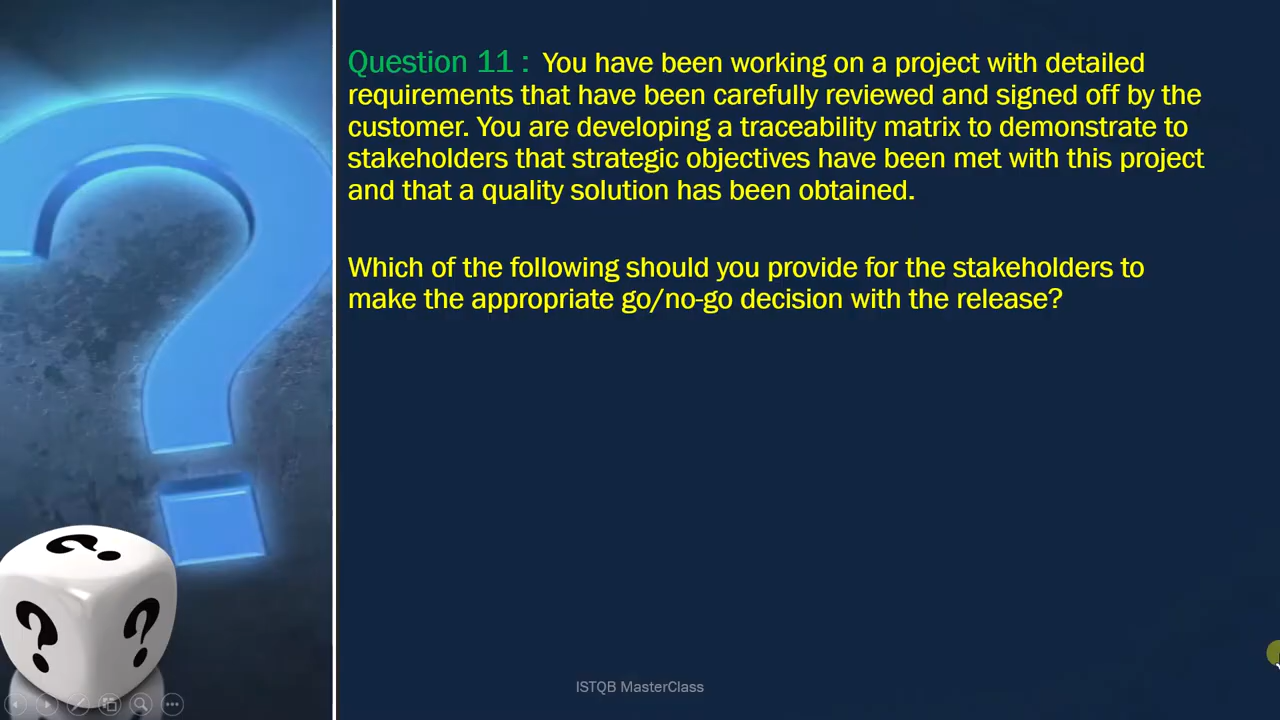 Question 11 : You have been working on a project with detailed
requirements that have been carefully reviewed and signed off by the
customer. You are developing a traceability matrix to demonstrate to
stakeholders that strategic objectives have been met with this project
and that a quality solution has been obtained.
Which of the following should you provide for the stakeholders to
make the appropriate go/no-go decision with the release?
ISTQB MasterClass